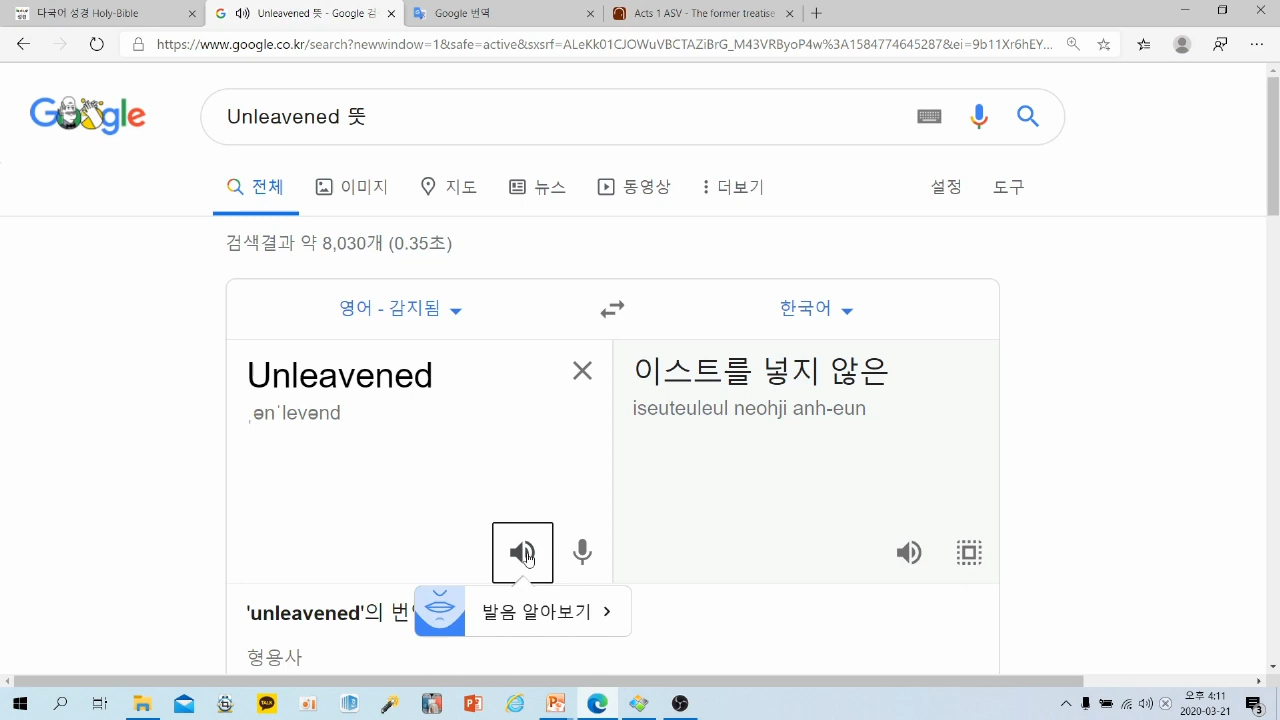 다국어 성경 Holy-Bible
Unleavened 뜻 - Google 검
Google 번역
Acts 1 ASV - The former treatise
https://www.google.co.kr/search?newwindow=1&safe=active&sxsrf=ALeKk01CJOWuVBCTAZiBrG_M43VRByoP4w%3A1584774645287&ei=9b11Xr6hEY...
Google
Unleavened 뜻
전체
이미지
지도
뉴스
동영상
더보기
설정
도구
검색결과 약 8,030개 (0.35초)
영어 - 감지됨
한국어
Unleavened
ˌənˈlevənd
이스트를 넣지 않은
iseuteuleul neohji anh-eun
'unleavened'의 번
발음 알아보기
형용사
TALK
오후 4:11
2020-03-21
3